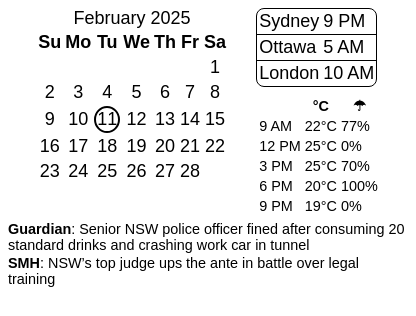 February 2025
Su Mo Tu We Th Fr Sa
1
2 3 4 5 6 7 8
9 10 11 12 13 14 15
16 17 18 19 20 21 22
23 24 25 26 27 28
Sydney 9 PM
Ottawa 5 AM
London 10 AM
°C ☂
9 AM 22°C 77%
12 PM 25°C 0%
3 PM 25°C 70%
6 PM 20°C 100%
9 PM 19°C 0%
Guardian: Senior NSW police officer fined after consuming 20
standard drinks and crashing work car in tunnel
SMH: NSW’s top judge ups the ante in battle over legal
training